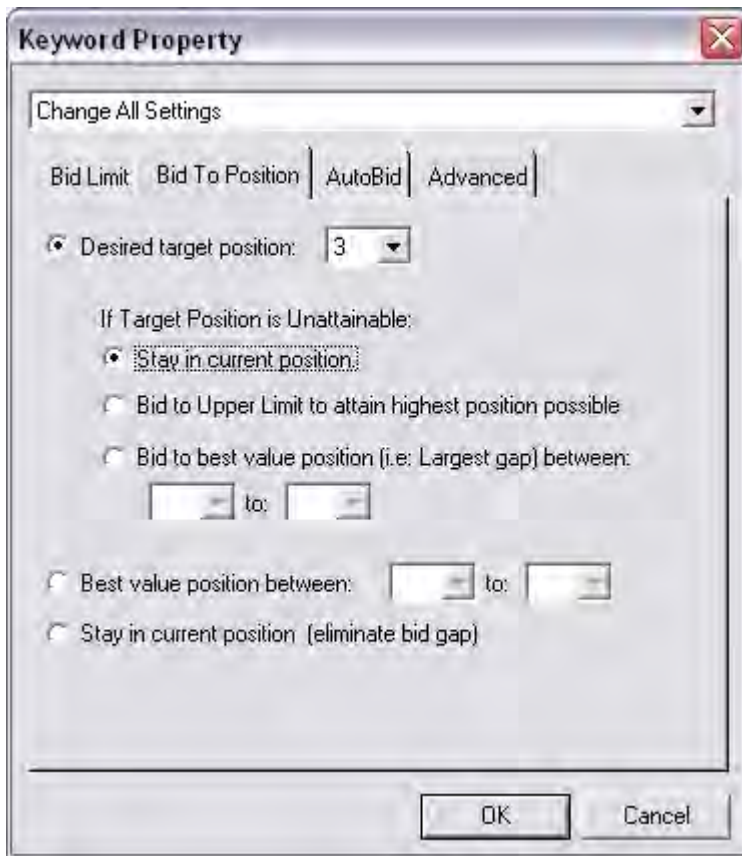 Keyword Property
Change All Settings
Bid Limit Bid To Position AutoBid Advanced
Desired target position: 3
If Target Position is Unattainable:
Stay in current position
Bid to Upper Limit to attain highest position possible
Bid to best value position (i.e: Largest gap) between:
to:
Best value position between: to:
Stay in current position (eliminate bid gap)
OK Cancel